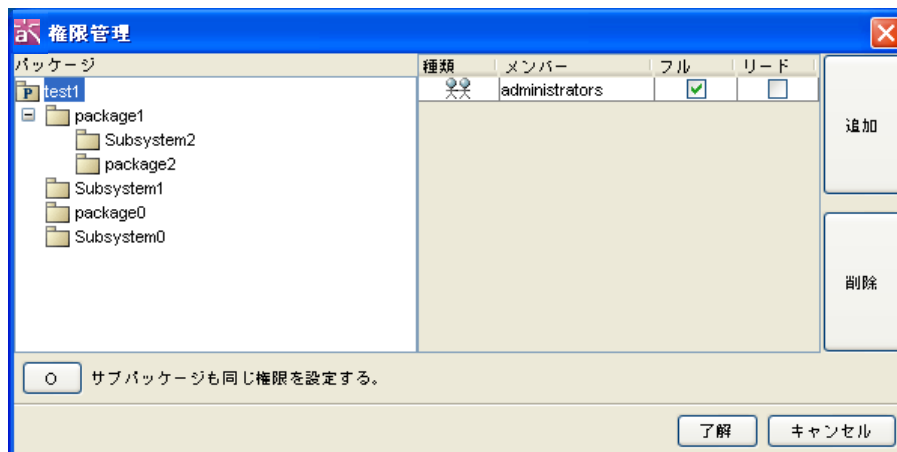 権限管理
パッケージ
種類 メンバー フル リード
test1
administrators
package1
Subsystem2
package2
Subsystem1
package0
Subsystem0
追加
削除
O サブパッケージも同じ権限を設定する。
了解 キャンセル